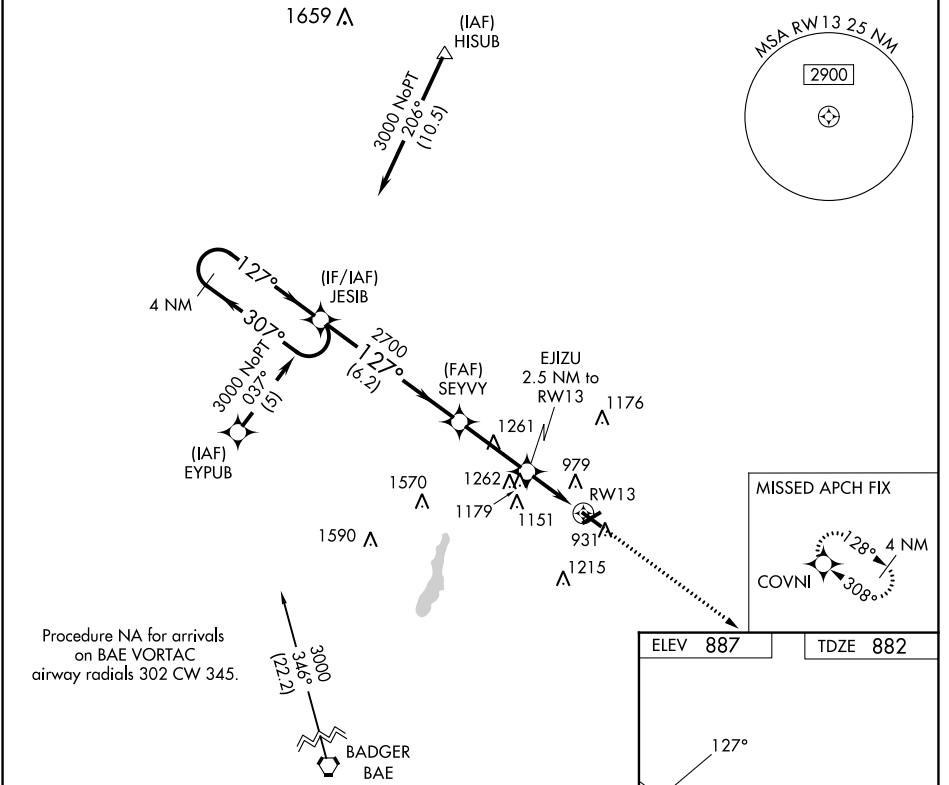 1659
(IAF)
HISUB
MSA RW13 25 NM
2900
3000 NoPT
206°
(10.5)
127°
4 NM
307°
(IF/IAF)
JESIB
3000 NoPT
037°
(5)
(IAF)
EYPUB
2700
127°
(6.2)
(FAF)
SEYVY
EJIZU
2.5 NM to
RW13
1176
1261
1262
979
1570
1179
1151
RW13
931
1590
1215
MISSED APCH FIX
128°
4 NM
COVNI
308°
Procedure NA for arrivals
on BAE VORTAC
airway radials 302 CW 345.
3000
346°
(22.2)
BADGER
BAE
ELEV 887
TDZE 882
127°